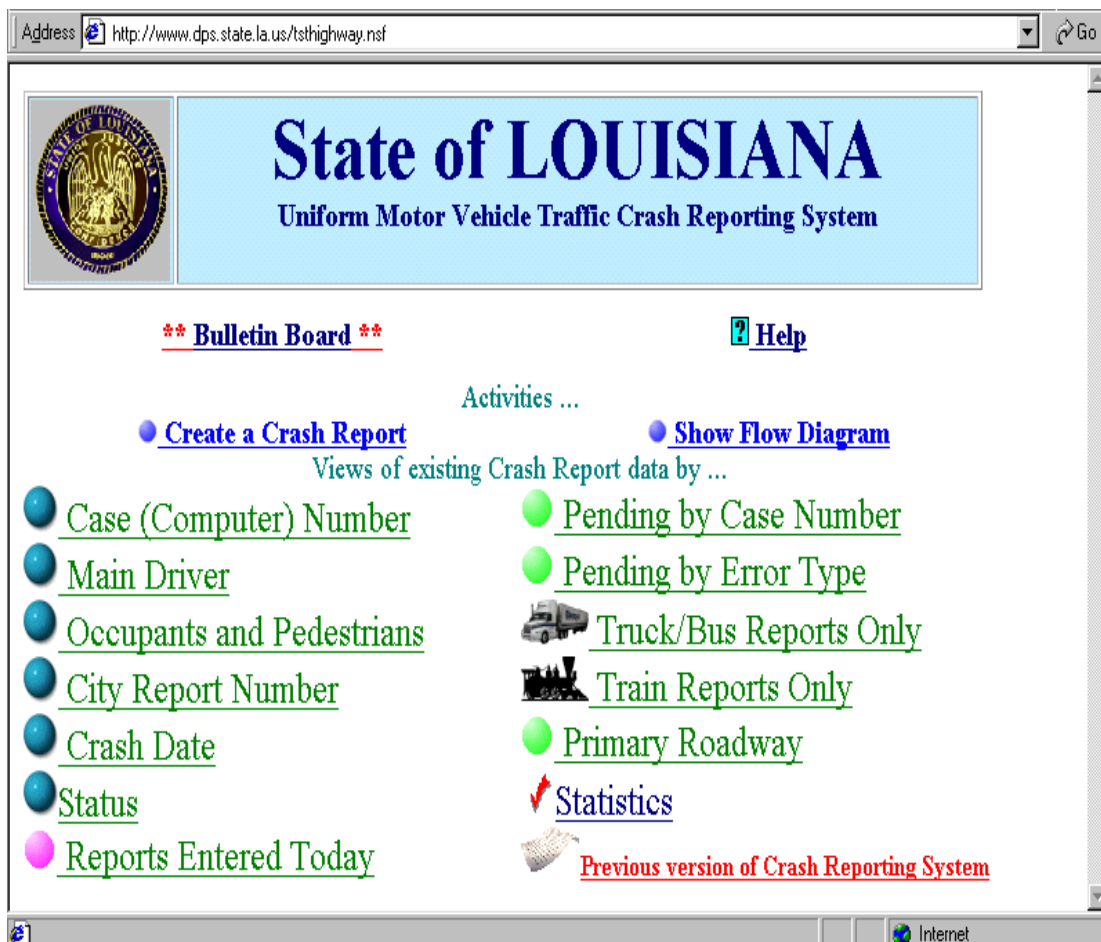 Address http://www.dps.state.la.us/tsthighway.nsf Go
STATE OF LOUISIANA
State of LOUISIANA
Uniform Motor Vehicle Traffic Crash Reporting System
** Bulletin Board ** ? Help
Activities ...
Create a Crash Report Show Flow Diagram
Views of existing Crash Report data by ...
Case (Computer) Number Pending by Case Number
Main Driver Pending by Error Type
Occupants and Pedestrians Truck/Bus Reports Only
City Report Number Train Reports Only
Crash Date Primary Roadway
Status Statistics
Reports Entered Today Previous version of Crash Reporting System
Internet